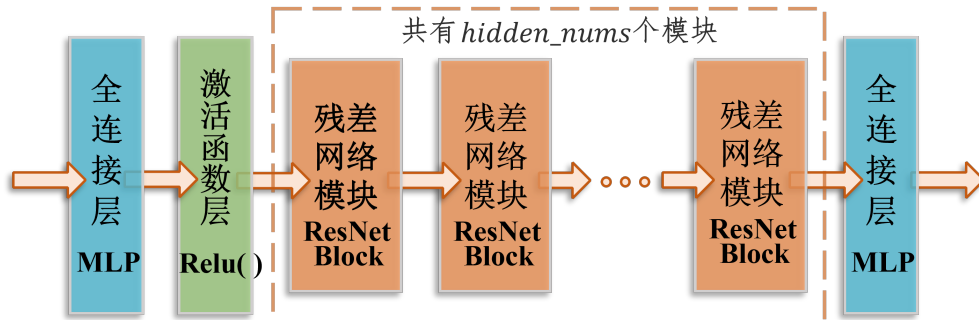 共有hidden_nums个模块
全
连
接
层
MLP
激
活
函
数
层
Relu( )
残差
网络
模块
ResNet
Block
残差
网络
模块
ResNet
Block
残差
网络
模块
ResNet
Block
全
连
接
层
MLP